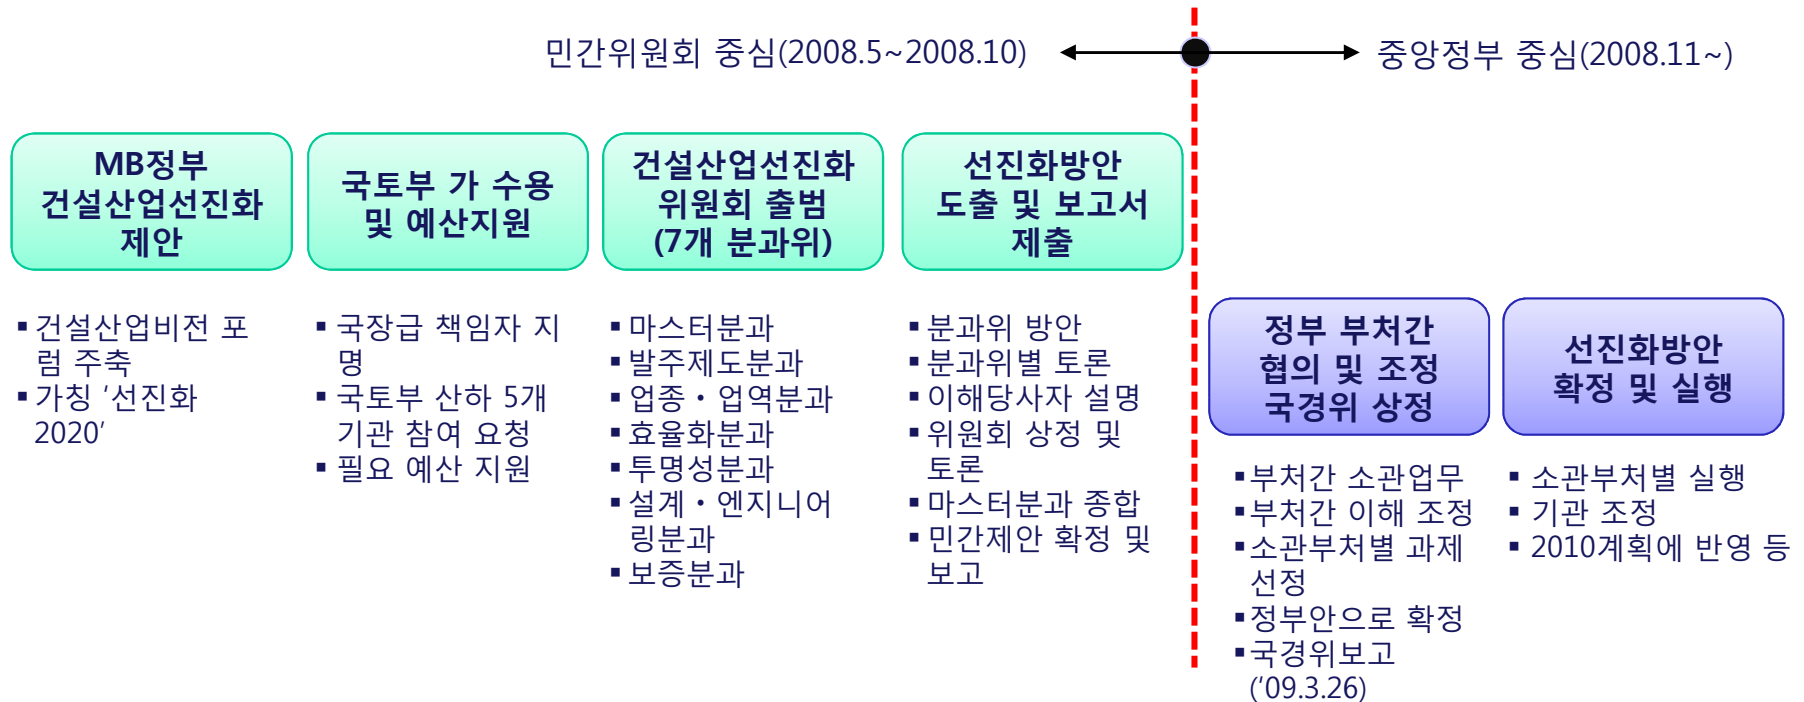 민간위원회 중심(2008.5~2008.10)
중앙정부 중심(2008.11~)
MB정부
건설산업선진화
제안
▪건설산업비전 포
럼 주축
▪가칭 '선진화
2020'
국토부 가 수용
및 예산지원
▪ 국장급 책임자 지
명
▪ 국토부 산하 5개
기관 참여 요청
▪ 필요 예산 지원
건설산업선진화
위원회 출범
(7개 분과위)
▪마스터분과
▪발주제도분과
▪업종・업역분과
▪효율화분과
▪투명성분과
▪설계・엔지니어
링분과
▪보증분과
선진화방안
도출 및 보고서
제출
▪분과위 방안
▪분과위별 토론
▪이해당사자 설명
▪위원회 상정 및
토론
▪마스터분과 종합
▪민간제안 확정 및
보고
정부 부처간
협의 및 조정
국경위 상정
▪부처간 소관업무
▪부처간 이해 조정
▪소관부처별 과제
선정
▪정부안으로 확정
▪국경위보고
('09.3.26)
선진화방안
확정 및 실행
▪ 소관부처별 실행
▪ 기관 조정
▪ 2010계획에 반영 등